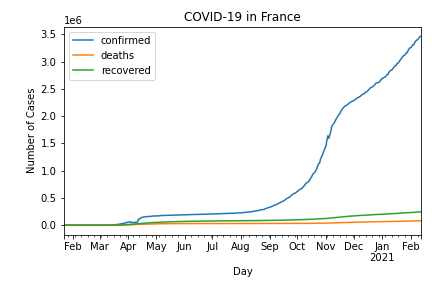 COVID-19 in France
1e6
3.5
3.0
2.5
2.0
1.5
1.0
0.5
0.0
Number of Cases
confirmed
deaths
recovered
Feb Mar Apr May Jun Jul Aug Sep Oct Nov Dec Jan Feb
2021
Day